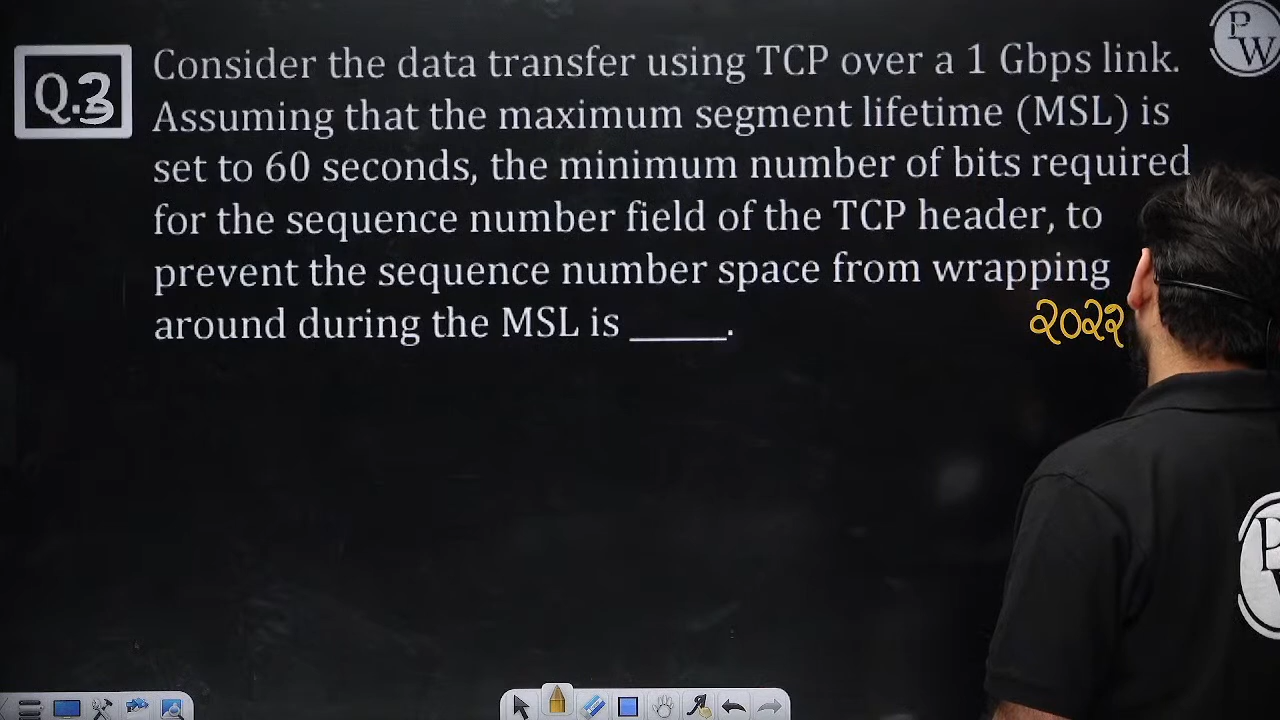 PW
Q.3
Consider the data transfer using TCP over a 1 Gbps link.
Assuming that the maximum segment lifetime (MSL) is
set to 60 seconds, the minimum number of bits required
for the sequence number field of the TCP header, to
prevent the sequence number space from wrapping
around during the MSL is _____.
२०२२
P